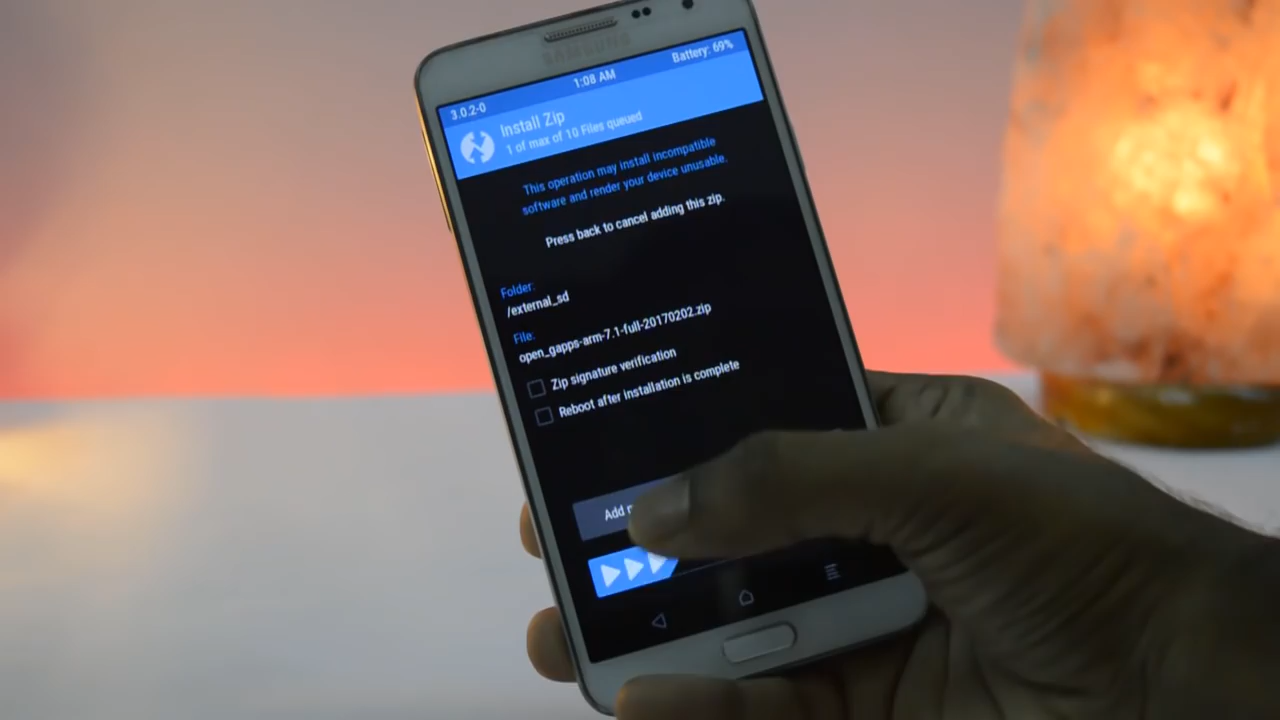 SAMSUNG
3.0.2-0
1:08 AM
Battery: 69%
Install Zip
1 of max of 10 Files queued
This operation may install incompatible
software and render your device unusable.
Press back to cancel adding this zip.
Folder:
/external_sd
File:
open_gapps-arm-7.1-full-20170202.zip
Zip signature verification
Reboot after installation is complete
Add